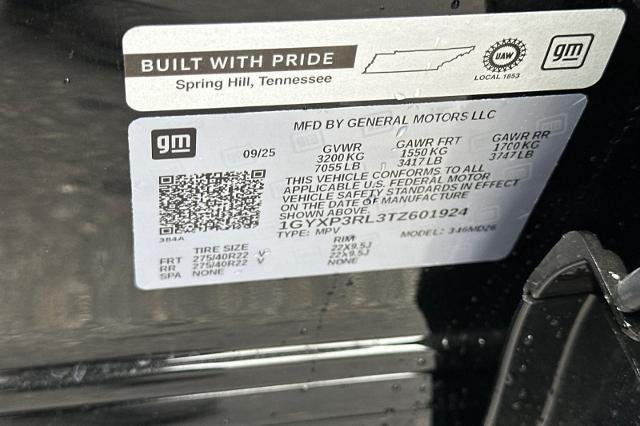 BUILT WITH PRIDE
Spring Hill, Tennessee
UAW
LOCAL 1853
gm
gm
MFD BY GENERAL MOTORS LLC
09/25
GVWR GAWR FRT GAWR RR
3200 KG 1550 KG 1700 KG
7055 LB 3417 LB 3747 LB
THIS VEHICLE CONFORMS TO ALL
APPLICABLE U.S. FEDERAL MOTOR
VEHICLE SAFETY STANDARDS IN EFFECT
ON THE DATE OF MANUFACTURE
SHOWN ABOVE.
1GYXP3RL3TZ601924
TYPE: MPV MODEL: 346MD26
384A
TIRE SIZE RIM
FRT 275/40R22 V 22X9.5J
RR 275/40R22 V 22X9.5J
SPA NONE NONE